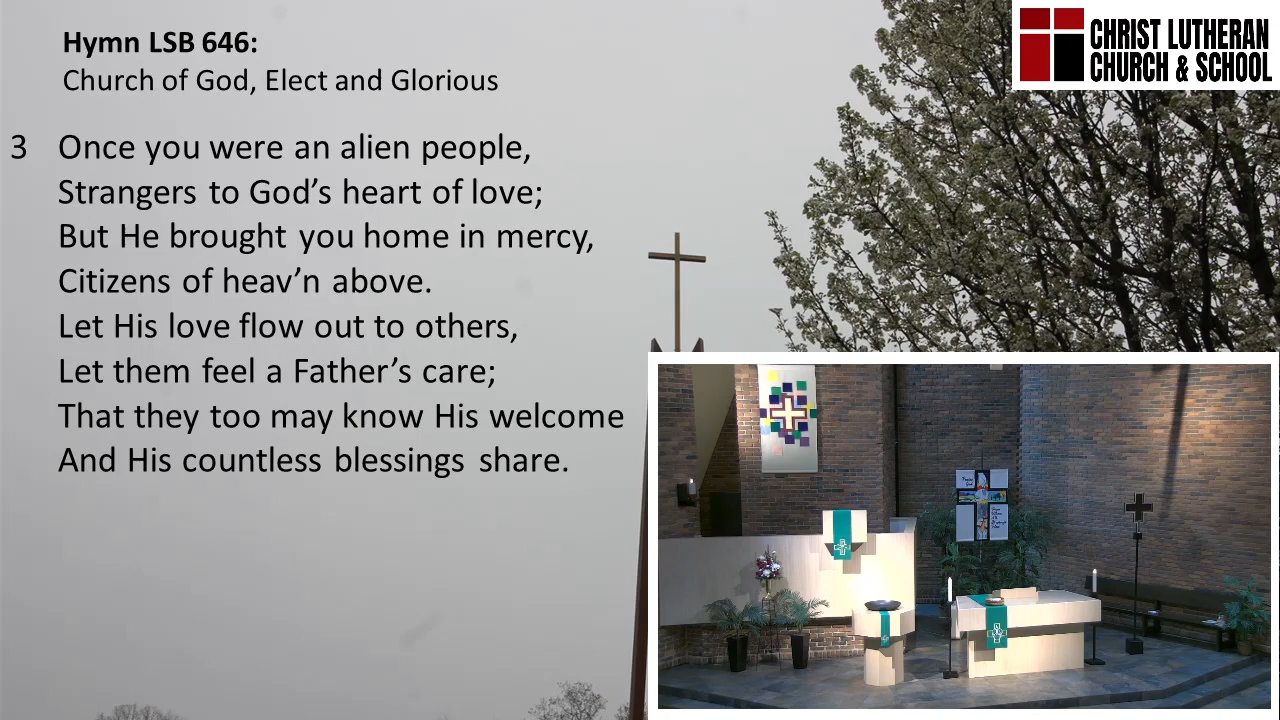 Hymn LSB 646:
Church of God, Elect and Glorious
CHRIST LUTHERAN
CHURCH & SCHOOL
3 Once you were an alien people,
Strangers to God’s heart of love;
But He brought you home in mercy,
Citizens of heav’n above.
Let His love flow out to others,
Let them feel a Father’s care;
That they too may know His welcome
And His countless blessings share.